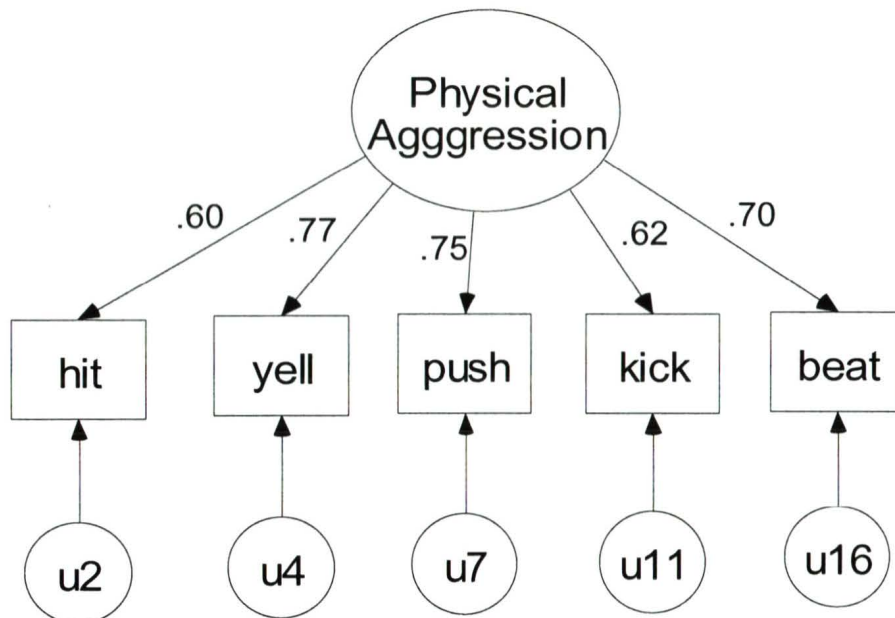 Physical
Agggression
.60
.77
.75
.62
.70
hit
yell
push
kick
beat
u2
u4
u7
u11
u16